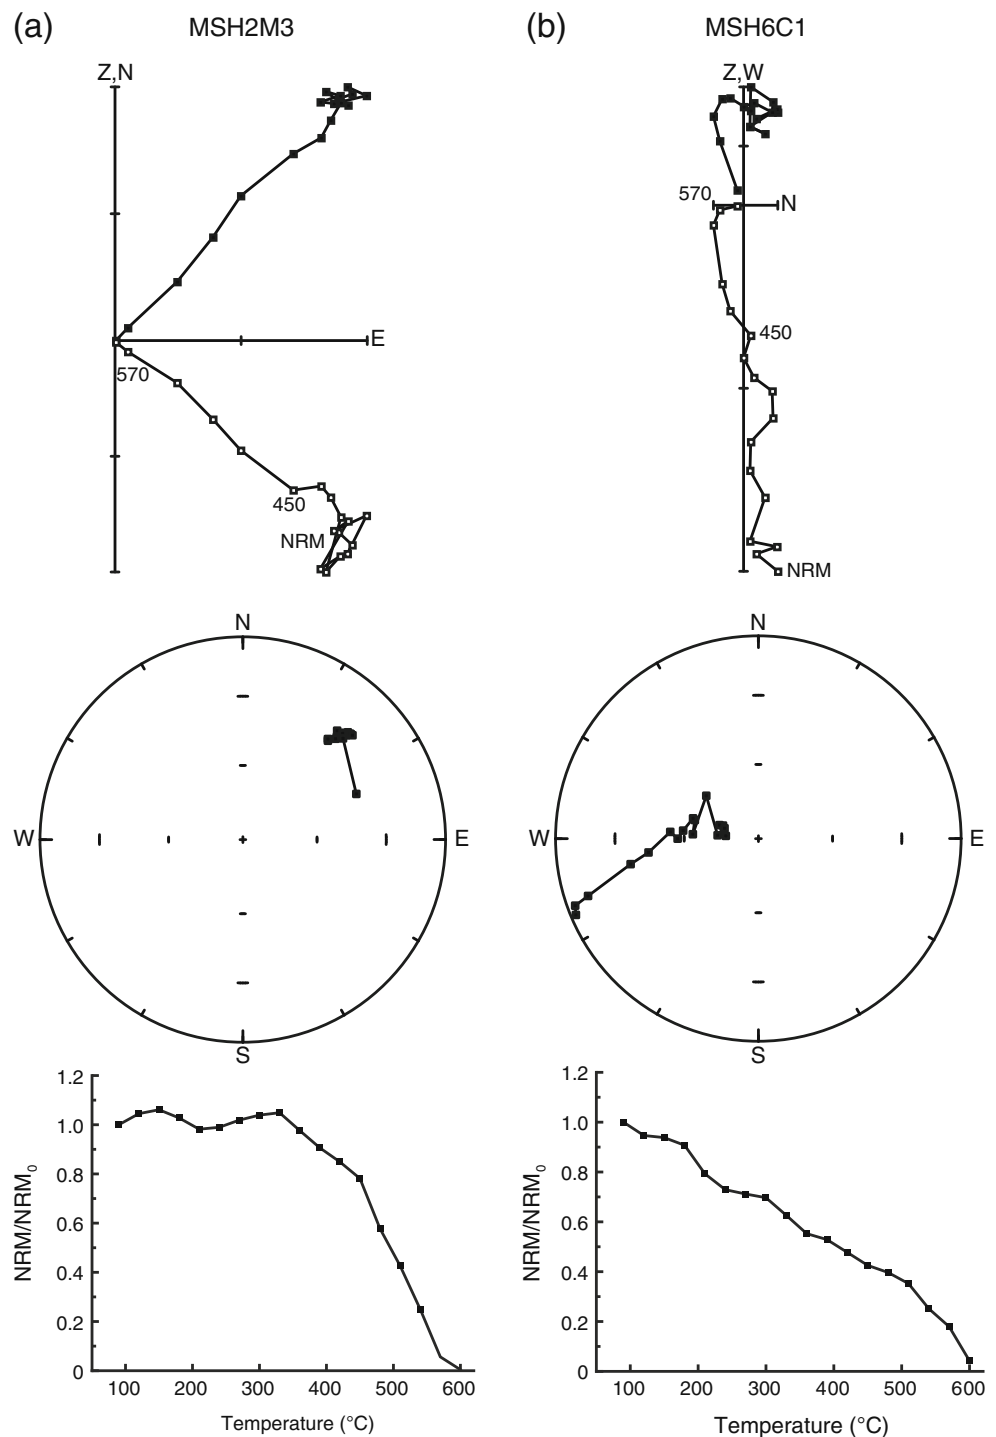 (a)
MSH2M3
Z,N
E
570
450
NRM
N
W
E
S
1.2
1.0
0.8
0.6
0.4
0.2
0
NRM/NRM0
100 200 300 400 500 600
Temperature (°C)
(b)
MSH6C1
Z,W
570
N
450
NRM
N
W
E
S
1.2
1.0
0.8
0.6
0.4
0.2
0
NRM/NRM0
100 200 300 400 500 600
Temperature (°C)